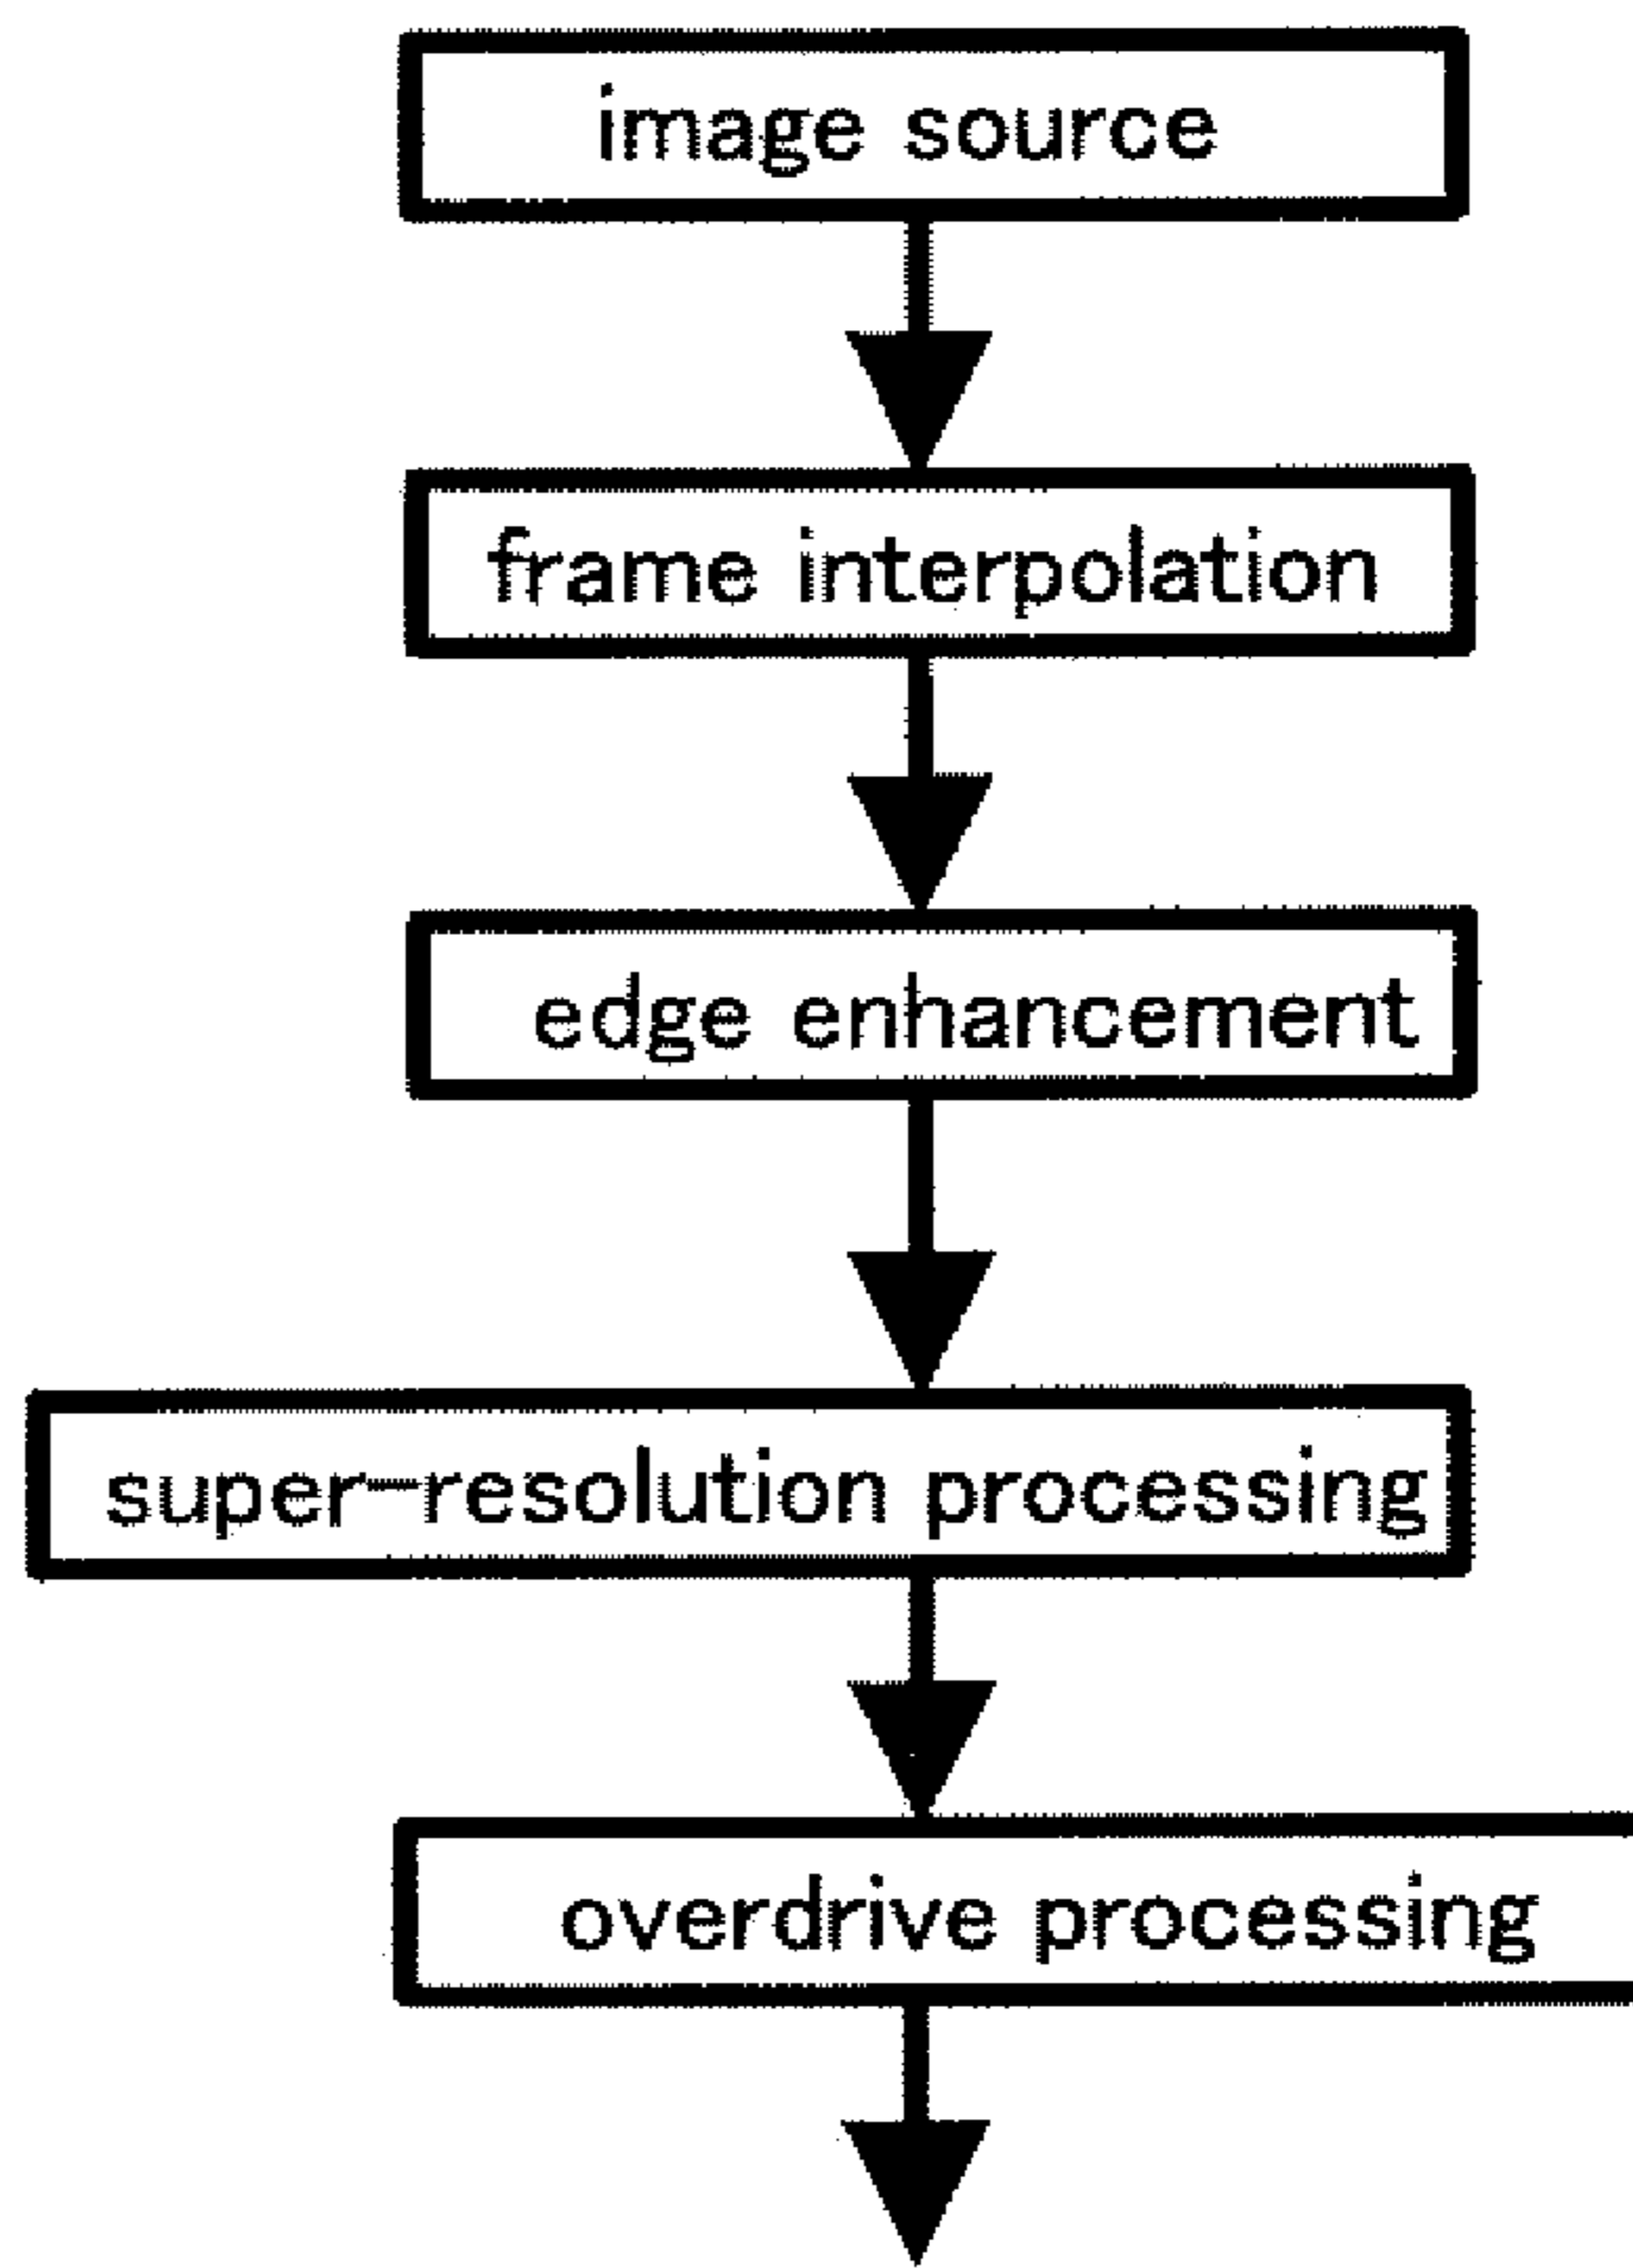 image source
frame interpolation
edge enhancement
super-resolution processing
overdrive processing